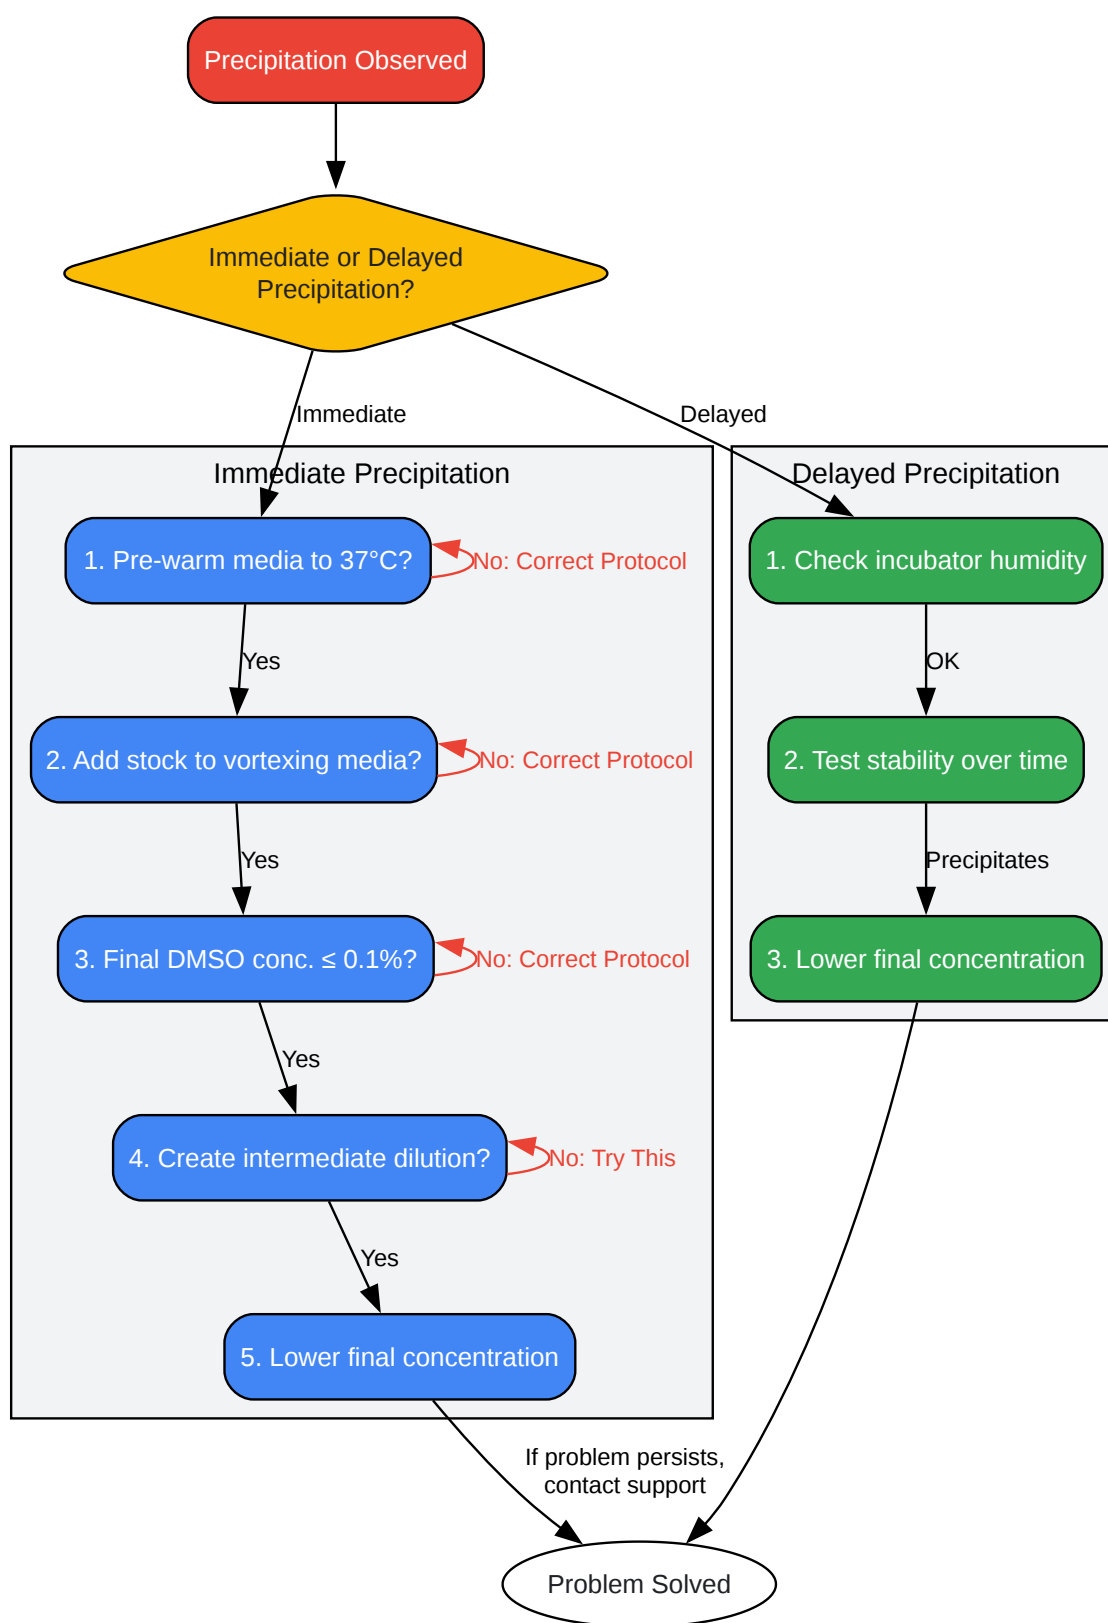 Precipitation Observed
Immediate or Delayed
Precipitation?
Immediate
Delayed
Immediate Precipitation
1. Pre-warm media to 37°C?
No: Correct Protocol
Yes
2. Add stock to vortexing media?
No: Correct Protocol
Yes
3. Final DMSO conc. ≤ 0.1%?
No: Correct Protocol
Yes
4. Create intermediate dilution?
No: Try This
Yes
5. Lower final concentration
Delayed Precipitation
1. Check incubator humidity
OK
2. Test stability over time
Precipitates
3. Lower final concentration
If problem persists,
contact support
Problem Solved